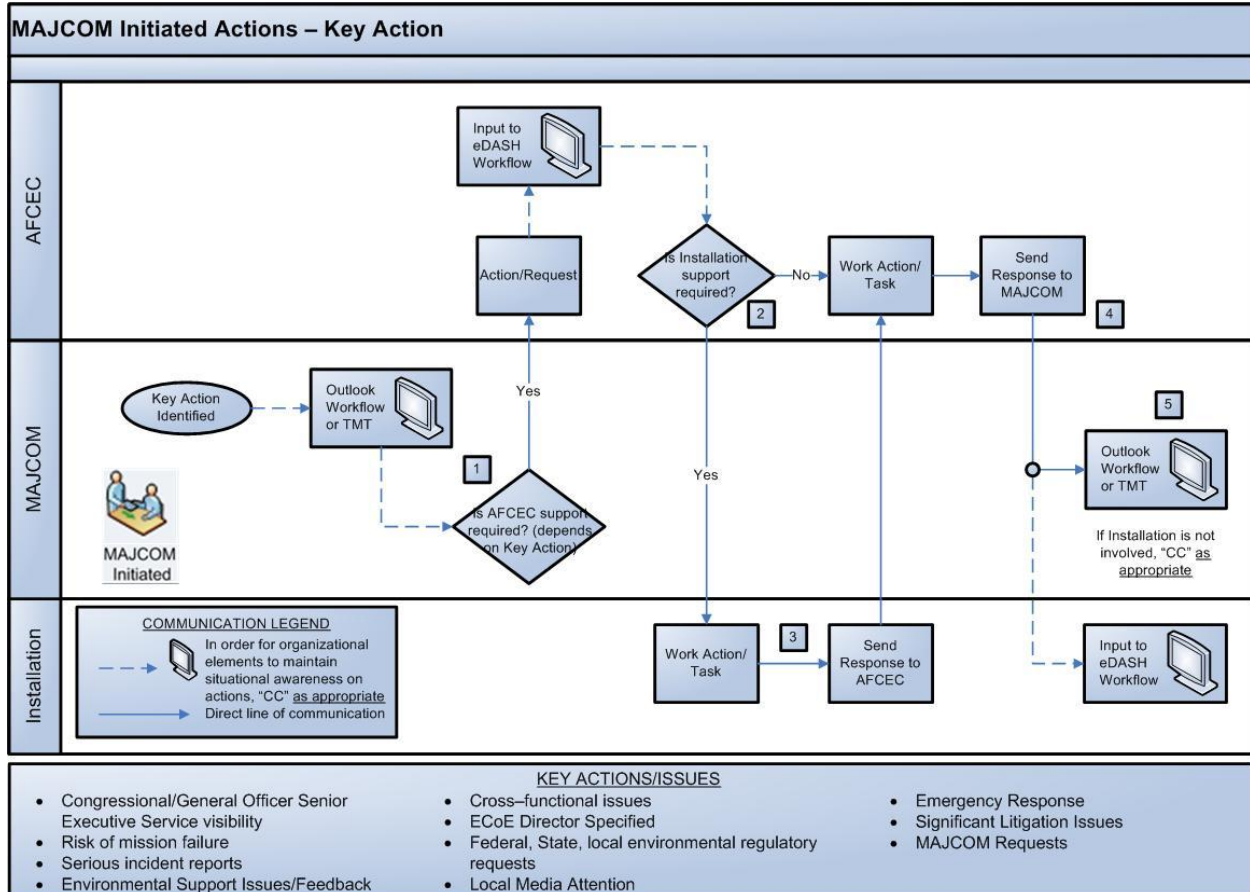 MAJCOM Initiated Actions – Key Action
AFCEC
Input to
eDASH
Workflow
Action/Request
Is Installation
support
required?
2
No
Work Action/
Task
Send
Response to
MAJCOM
4
MAJCOM
Key Action
Identified
Outlook
Workflow
or TMT
1
Yes
Is AFCEC support
required? (depends
on Key Action)
Yes
5
Outlook
Workflow
or TMT
If Installation is not
involved, “CC” as
appropriate
MAJCOM
Initiated
Installation
COMMUNICATION LEGEND
In order for organizational
elements to maintain
situational awareness on
actions, “CC” as appropriate
Direct line of communication
Work Action/
Task
3
Send
Response to
AFCEC
Input to
eDASH
Workflow
KEY ACTIONS/ISSUES
• Congressional/General Officer Senior
Executive Service visibility
• Risk of mission failure
• Serious incident reports
• Environmental Support Issues/Feedback
• Cross–functional issues
• ECoE Director Specified
• Federal, State, local environmental regulatory
requests
• Local Media Attention
• Emergency Response
• Significant Litigation Issues
• MAJCOM Requests